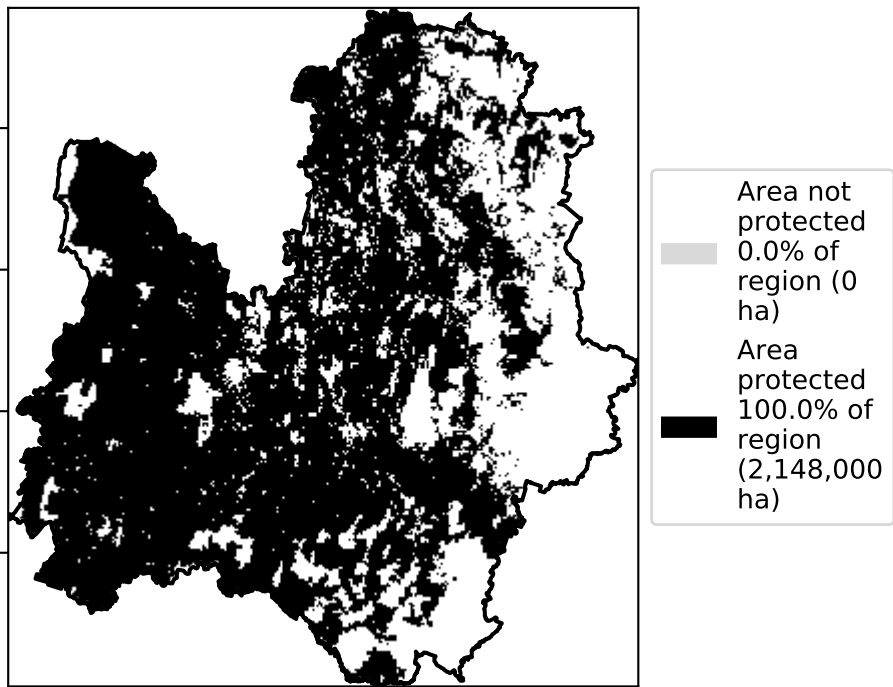 Area not
protected
0.0% of
region (0
ha)
Area
protected
100.0% of
region
(2,148,000
ha)